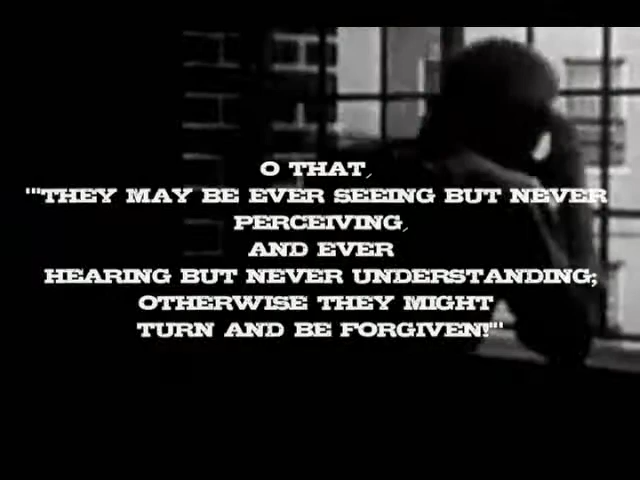 O THAT,
"'THEY MAY BE EVER SEEING BUT NEVER
PERCEIVING,
AND EVER
HEARING BUT NEVER UNDERSTANDING;
OTHERWISE THEY MIGHT
TURN AND BE FORGIVEN!'"